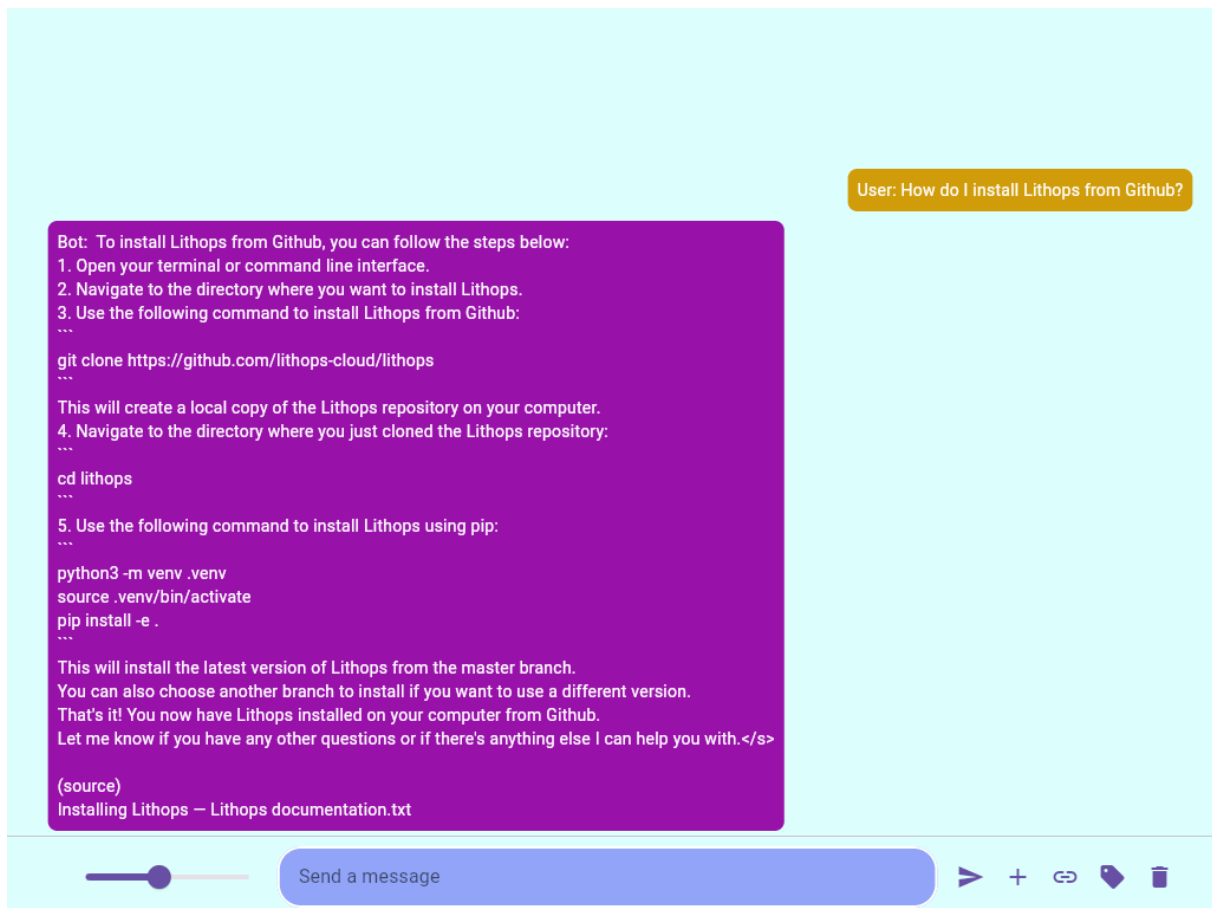 User: How do I install Lithops from Github?
Bot:  To install Lithops from Github, you can follow the steps below:
1. Open your terminal or command line interface.
2. Navigate to the directory where you want to install Lithops.
3. Use the following command to install Lithops from Github:
```
git clone https://github.com/lithops-cloud/lithops
```
This will create a local copy of the Lithops repository on your computer.
4. Navigate to the directory where you just cloned the Lithops repository:
```
cd lithops
```
5. Use the following command to install Lithops using pip:
```
python3 -m venv .venv
source .venv/bin/activate
pip install -e .
```
This will install the latest version of Lithops from the master branch.
You can also choose another branch to install if you want to use a different version.
That's it! You now have Lithops installed on your computer from Github.
Let me know if you have any other questions or if there's anything else I can help you with.</s>
(source)
Installing Lithops — Lithops documentation.txt
Send a message